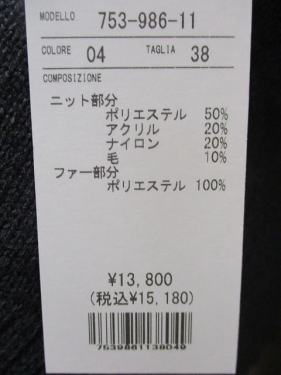 MODELLO 753-986-11
COLORE 04 TAGLIA 38
COMPOSIZIONE
ニット部分
ポリエステル 50%
アクリル 20%
ナイロン 20%
毛 10%
ファー部分
ポリエステル 100%
¥13,800
(税込¥15,180)
7539861138049